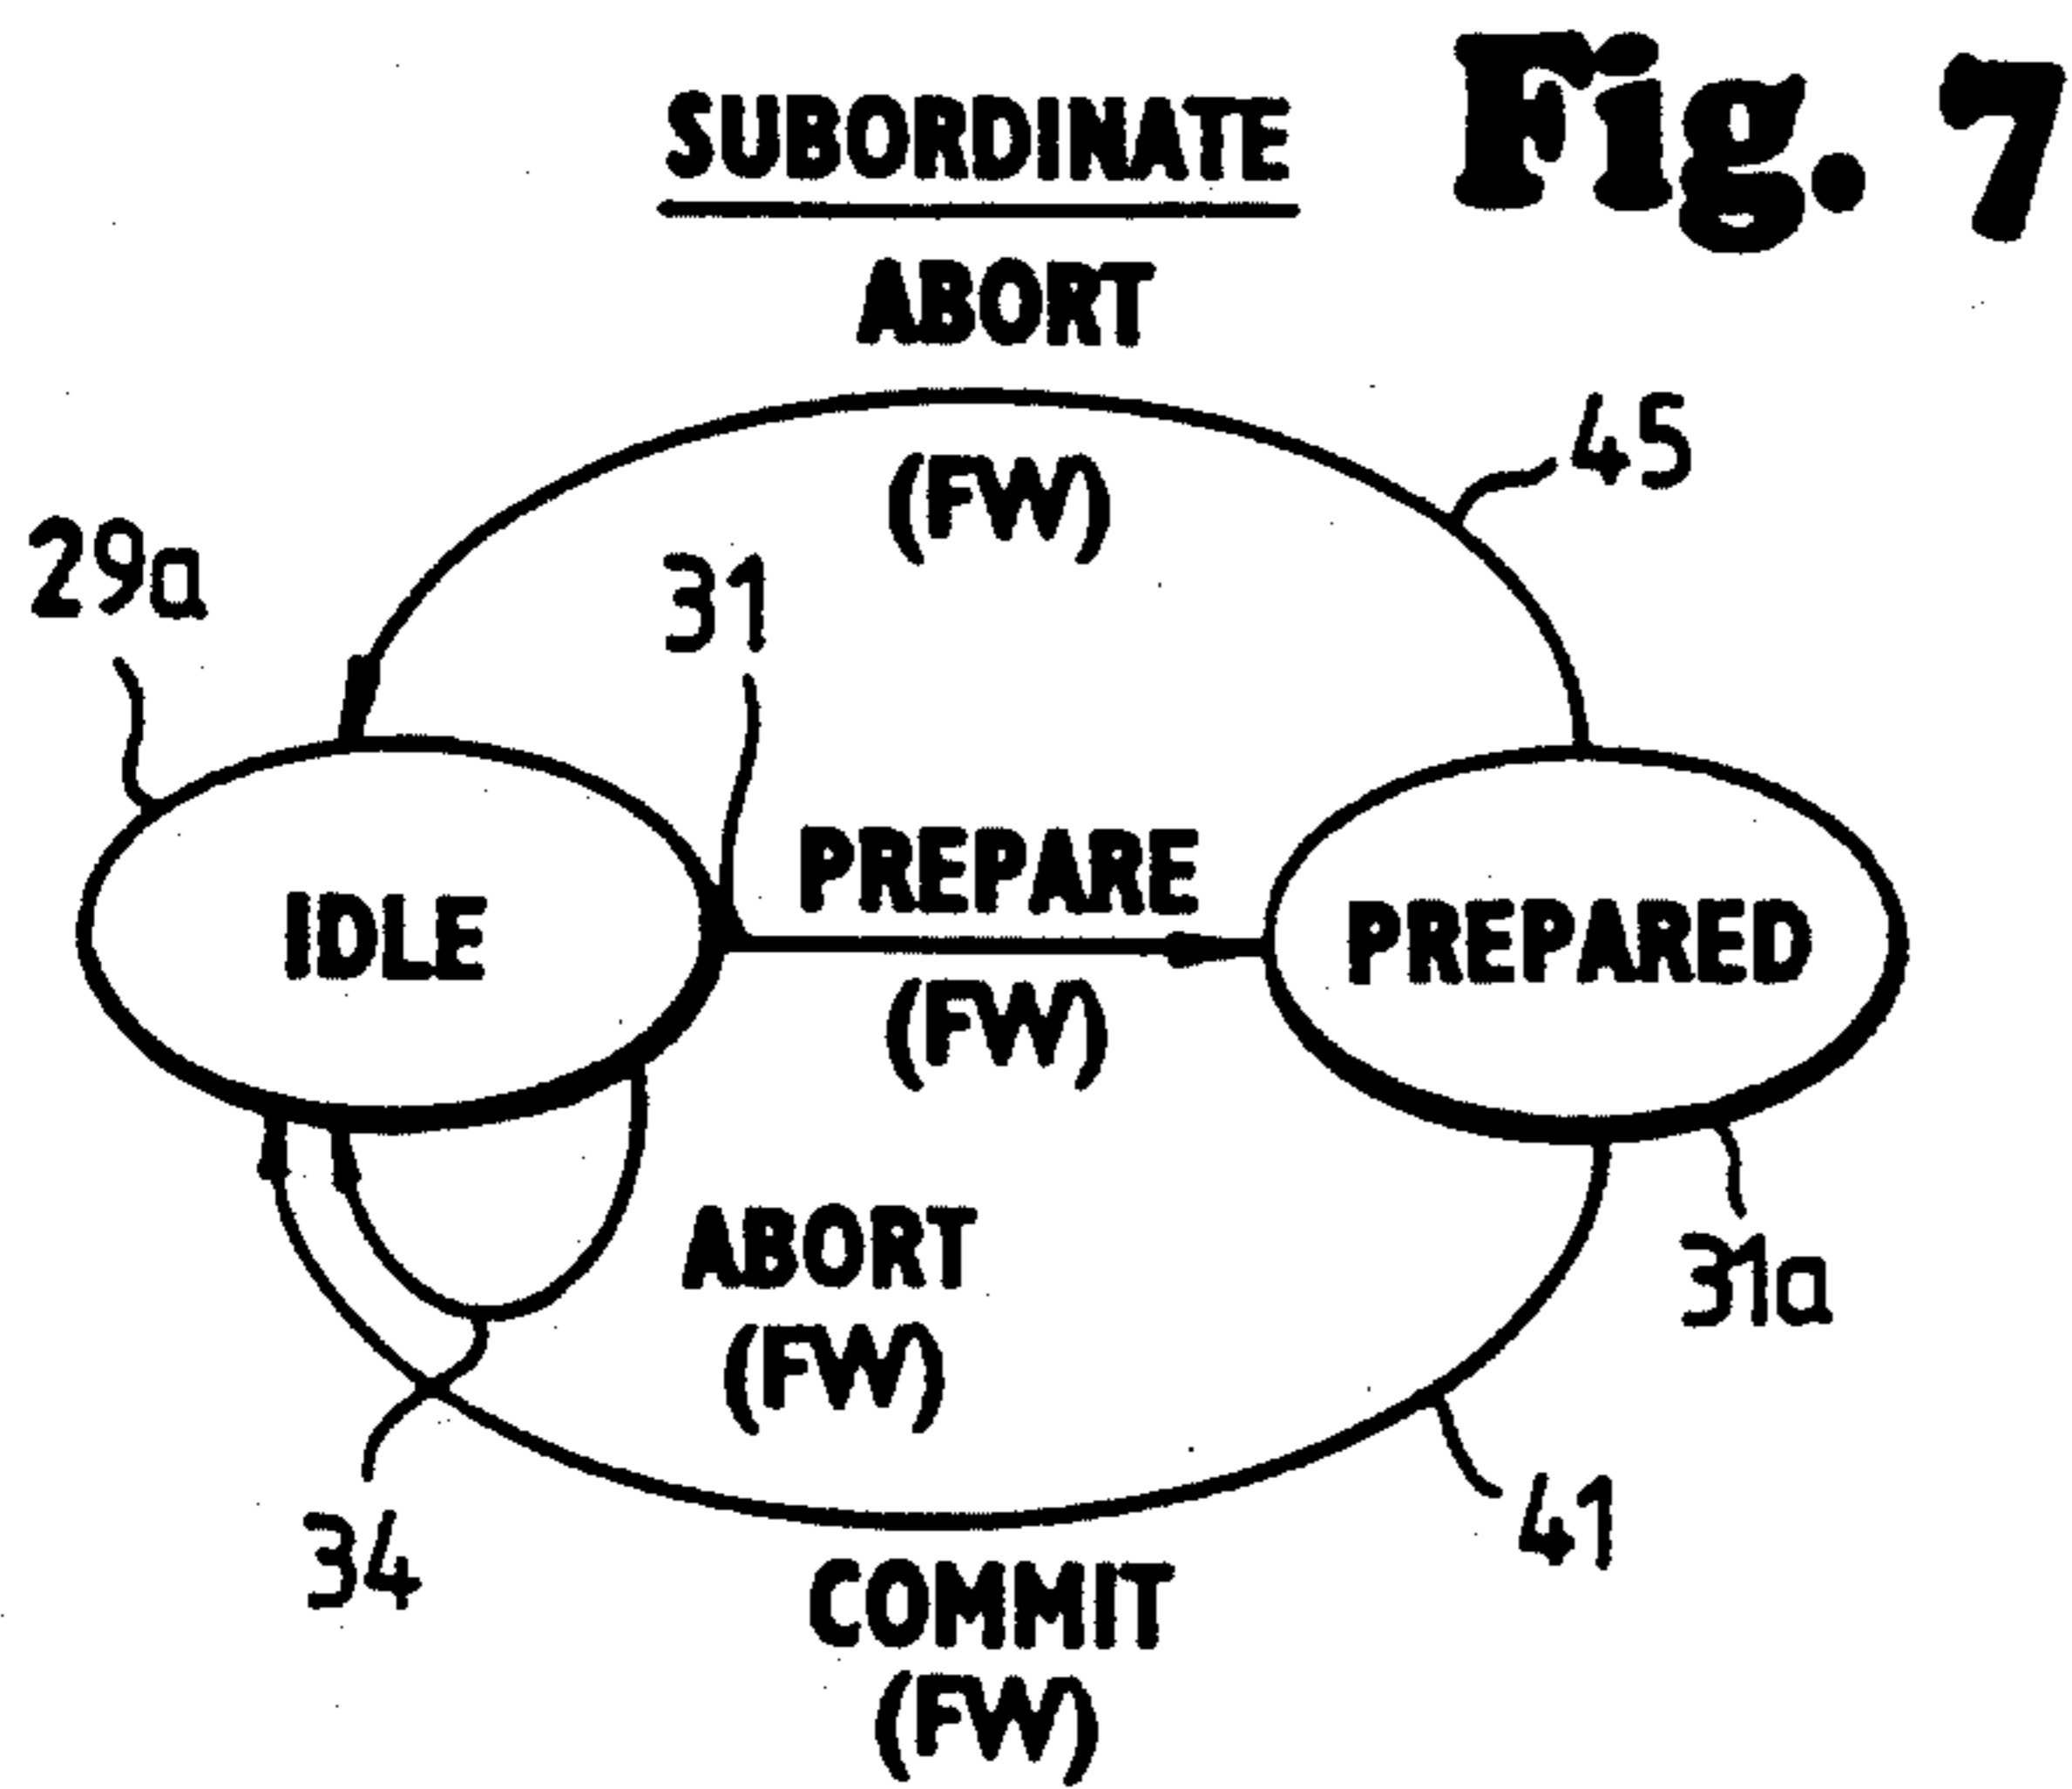 Fig. 7
SUBORDINATE
ABORT
(FW)
45
29a
31
PREPARE
IDLE
PREPARED
(FW)
ABORT
(FW)
31a
34
41
COMMIT
(FW)